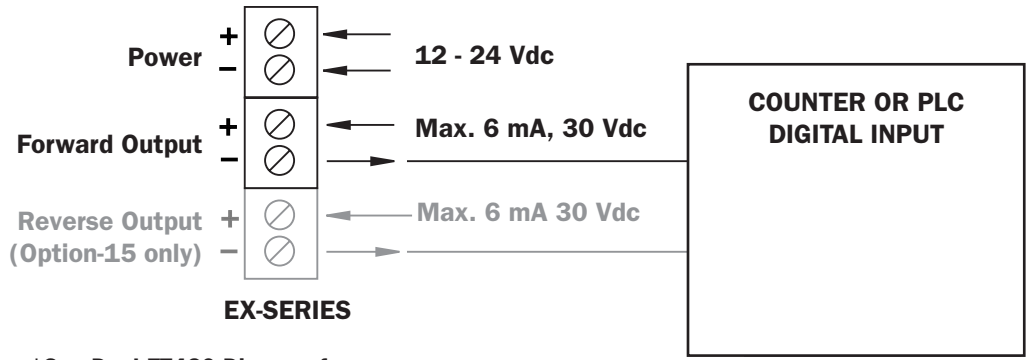 Power + 12 - 24 Vdc
–
Forward Output + Max. 6 mA, 30 Vdc
–
Reverse Output + Max. 6 mA 30 Vdc
(Option-15 only) –
COUNTER OR PLC
DIGITAL INPUT
EX-SERIES